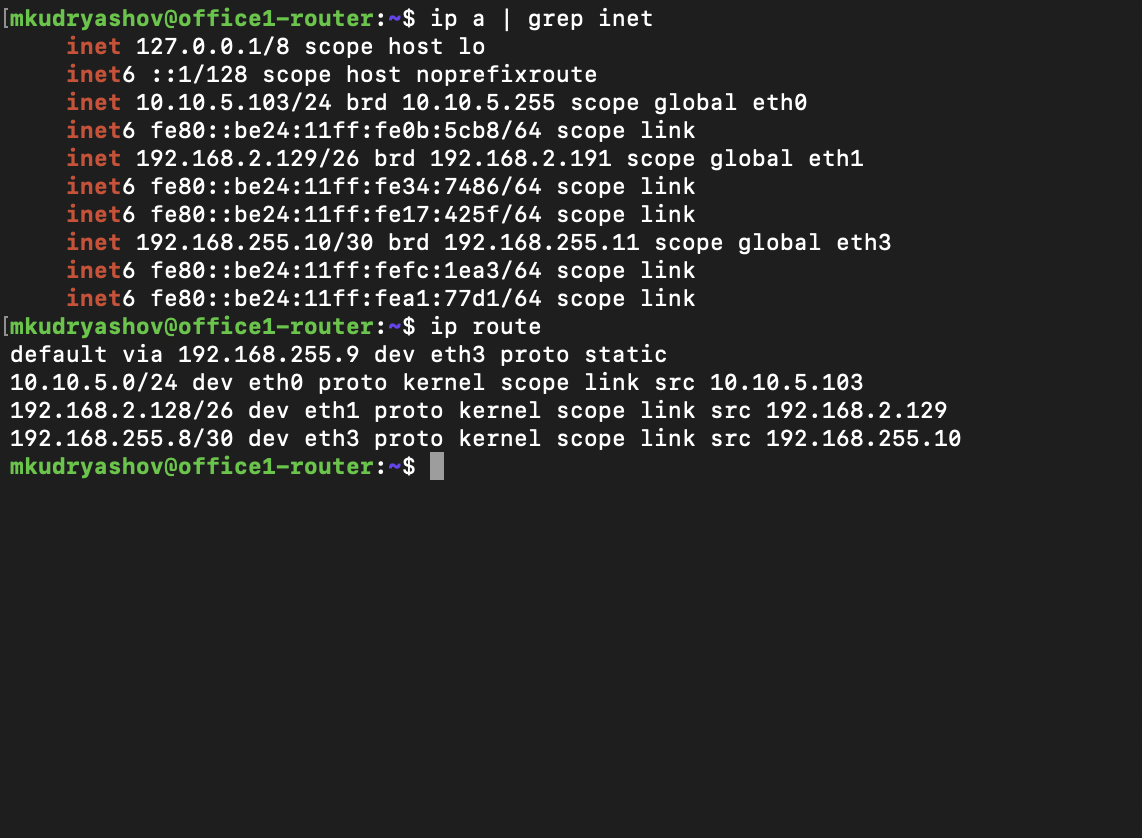 [mkudryashov@office1-router:~$ ip a | grep inet
    inet 127.0.0.1/8 scope host lo
    inet6 ::1/128 scope host noprefixroute
    inet 10.10.5.103/24 brd 10.10.5.255 scope global eth0
    inet6 fe80::be24:11ff:fe0b:5cb8/64 scope link
    inet 192.168.2.129/26 brd 192.168.2.191 scope global eth1
    inet6 fe80::be24:11ff:fe34:7486/64 scope link
    inet6 fe80::be24:11ff:fe17:425f/64 scope link
    inet 192.168.255.10/30 brd 192.168.255.11 scope global eth3
    inet6 fe80::be24:11ff:fefc:1ea3/64 scope link
    inet6 fe80::be24:11ff:fea1:77d1/64 scope link
[mkudryashov@office1-router:~$ ip route
default via 192.168.255.9 dev eth3 proto static
10.10.5.0/24 dev eth0 proto kernel scope link src 10.10.5.103
192.168.2.128/26 dev eth1 proto kernel scope link src 192.168.2.129
192.168.255.8/30 dev eth3 proto kernel scope link src 192.168.255.10
mkudryashov@office1-router:~$